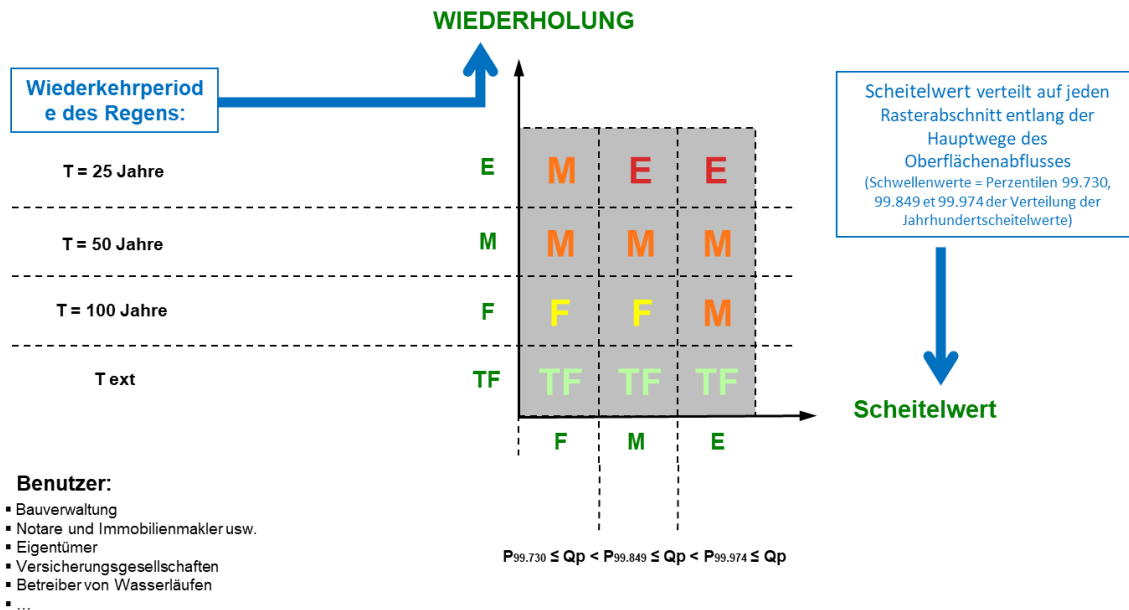 WIEDERHOLUNG
Wiederkehrperiod
e des Regens:
Scheitelwert verteilt auf jeden
Rasterabschnitt entlang der
Hauptwege des
Oberflächenabflusses
(Schwellenwerte = Perzentilen 99.730,
99.849 et 99.974 der Verteilung der
Jahrhundertscheitelwerte)
T = 25 Jahre E M E E
T = 50 Jahre M M M M
T = 100 Jahre F F F M
T ext TF TF TF TF
Scheitelwert
F M E
Benutzer:
▪ Bauverwaltung
▪ Notare und Immobilienmakler usw.
▪ Eigentümer
▪ Versicherungsgesellschaften
▪ Betreiber von Wasserläufen
▪ ...
P99.730 ≤ Qp < P99.849 ≤ Qp < P99.974 ≤ Qp